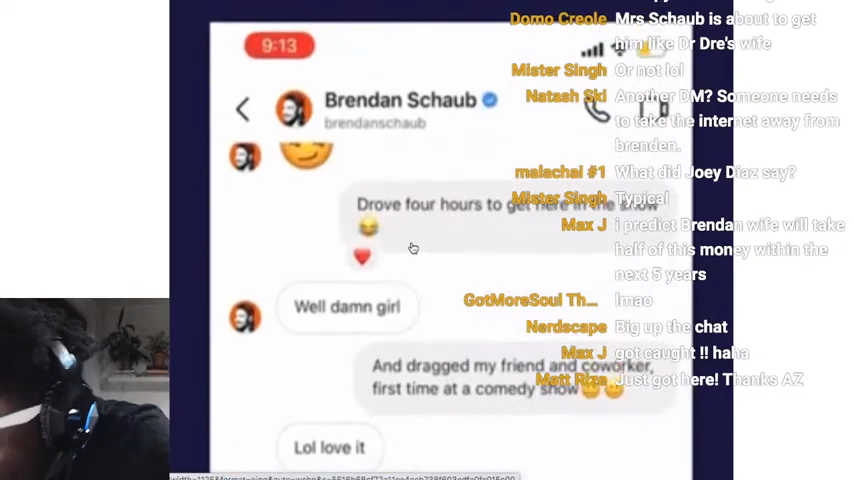 9:13
Brendan Schaub
brendanschaub
Drove four hours to get here in the snow
😂
❤️
Well damn girl
And dragged my friend and coworker,
first time at a comedy show
Lol love it
Domo Creole Mrs Schaub is about to get
him like Dr Dre's wife
Mister Singh Or not lol
Natash Ski Another DM? Someone needs
to take the internet away from
brenden.
malachai #1 What did Joey Diaz say?
Mister Singh Typical
Max J i predict Brendan wife will take
half of this money within the
next 5 years
GotMoreSoul Th... lmao
Nerdscape Big up the chat
Max J got caught !! haha
Matt Rize Just got here! Thanks AZ